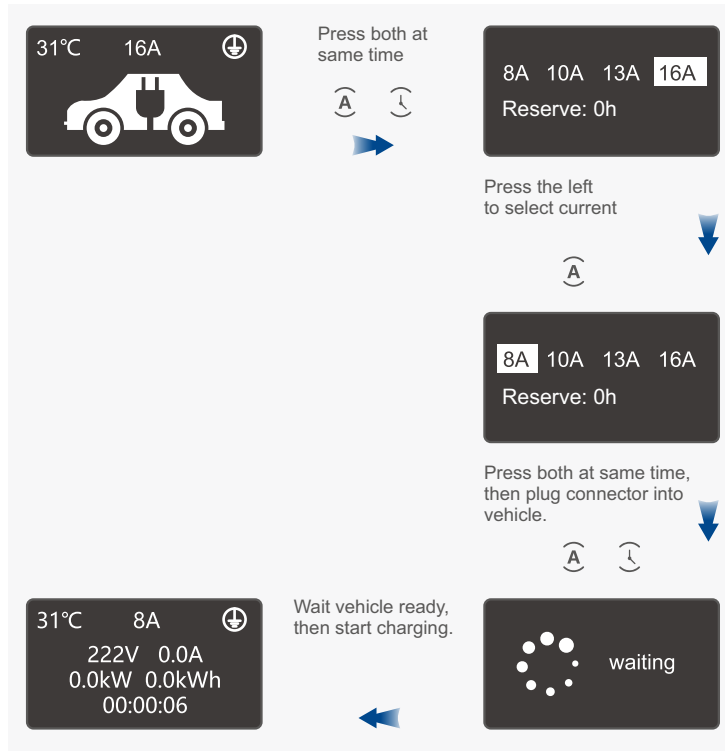 31℃ 16A
Press both at
same time
A
8A 10A 13A 16A
Reserve: 0h
Press the left
to select current
A
8A 10A 13A 16A
Reserve: 0h
Press both at same time,
then plug connector into
vehicle.
A
waiting
Wait vehicle ready,
then start charging.
31℃ 8A
222V 0.0A
0.0kW 0.0kWh
00:00:06